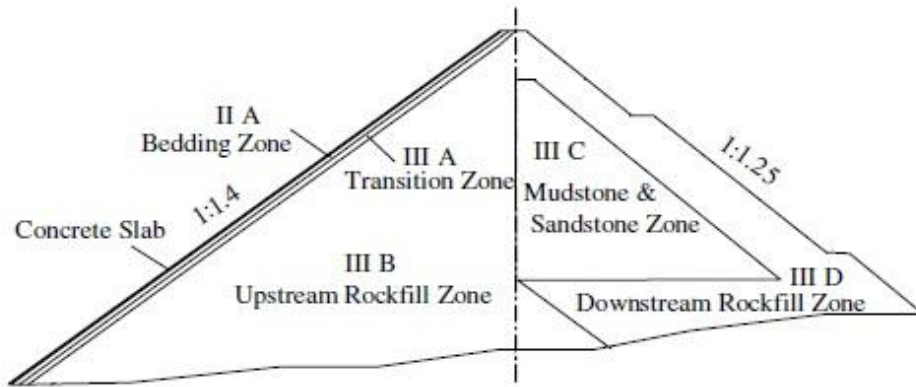 II A
Bedding Zone
III A
Transition Zone
1:1.4
Concrete Slab
III B
Upstream Rockfill Zone
III C
Mudstone &
Sandstone Zone
1:1.25
III D
Downstream Rockfill Zone